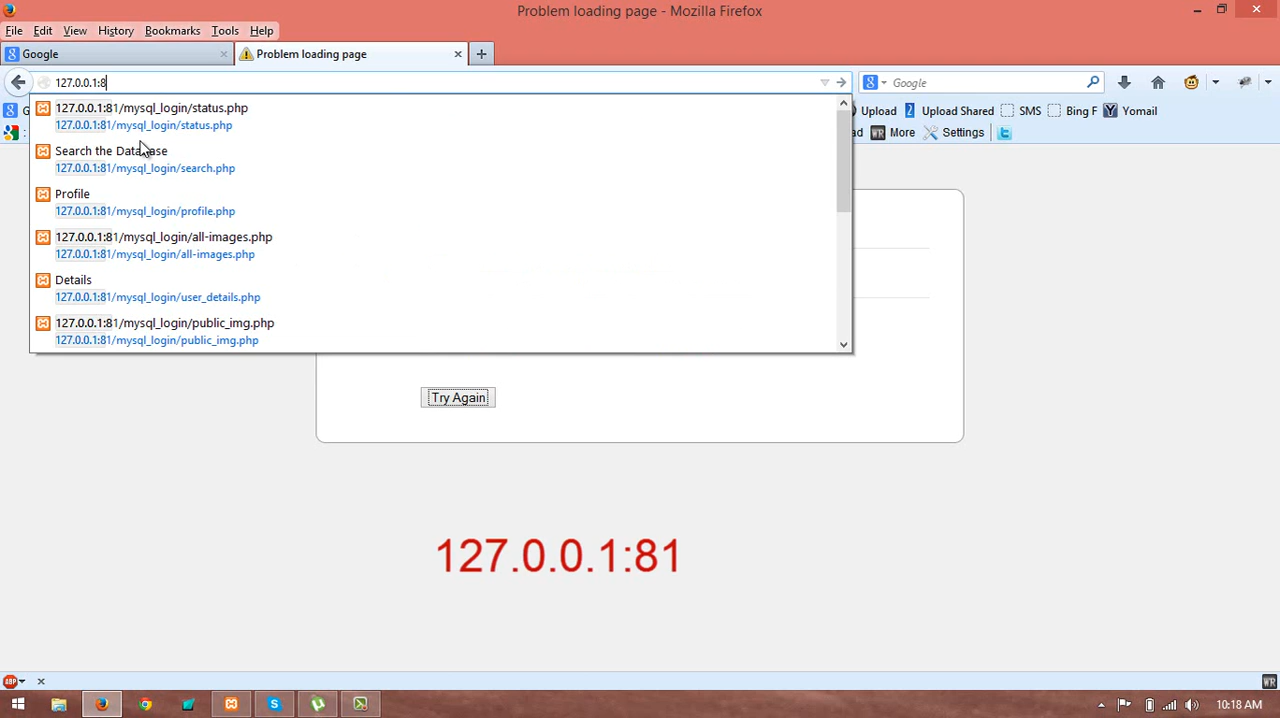 Problem loading page - Mozilla Firefox
File Edit View History Bookmarks Tools Help
Google
Problem loading page
127.0.0.1:8
Google
G
Upload Upload Shared SMS Bing F Yomail
ad More Settings
127.0.0.1:81/mysql_login/status.php
127.0.0.1:81/mysql_login/status.php
Search the Database
127.0.0.1:81/mysql_login/search.php
Profile
127.0.0.1:81/mysql_login/profile.php
127.0.0.1:81/mysql_login/all-images.php
127.0.0.1:81/mysql_login/all-images.php
Details
127.0.0.1:81/mysql_login/user_details.php
127.0.0.1:81/mysql_login/public_img.php
127.0.0.1:81/mysql_login/public_img.php
Try Again
127.0.0.1:81
ABP
WR
10:18 AM